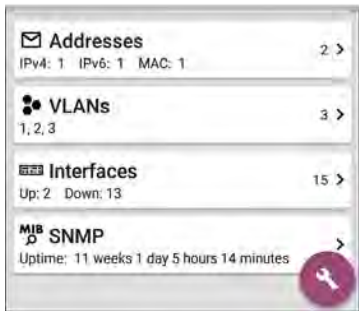 Addresses
2 >
IPv4: 1 IPv6: 1 MAC: 1
VLANs
3 >
1, 2, 3
Interfaces
15 >
Up: 2 Down: 13
MIB
SNMP
>
Uptime: 11 weeks 1 day 5 hours 14 minutes